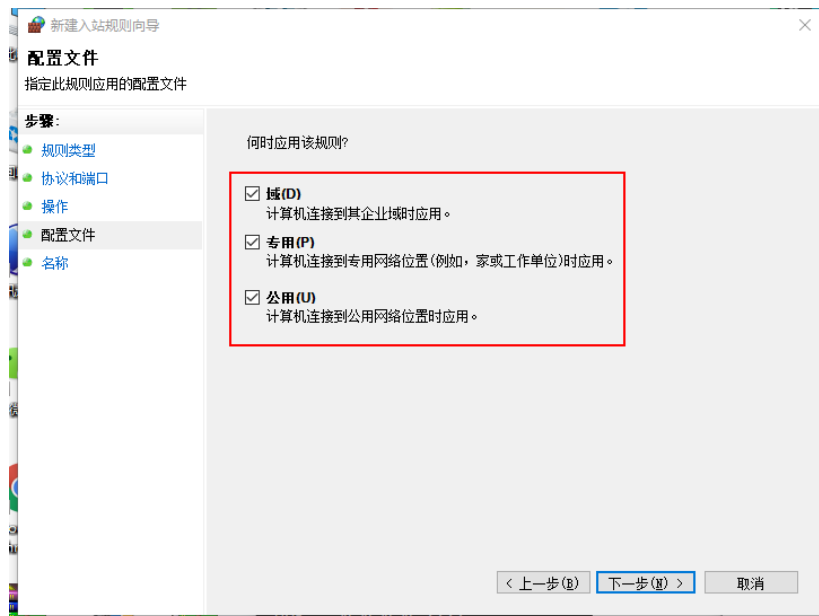 新建入站规则向导
配置文件
指定此规则应用的配置文件
步骤:
规则类型
协议和端口
操作
配置文件
名称
何时应用该规则?
域(D)
计算机连接到其企业域时应用。
专用(P)
计算机连接到专用网络位置(例如，家或工作单位)时应用。
公用(U)
计算机连接到公用网络位置时应用。
< 上一步(B)
下一步(N) >
取消